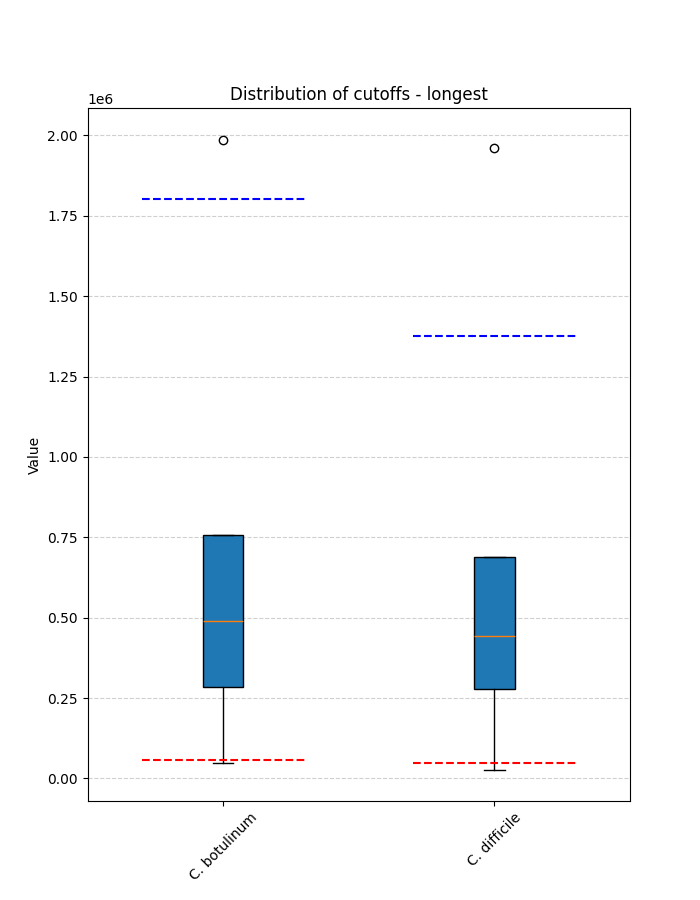 Distribution of cutoffs - longest
1e6
2.00
1.75
1.50
1.25
1.00
0.75
0.50
0.25
0.00
Value
C. botulinum
C. difficile